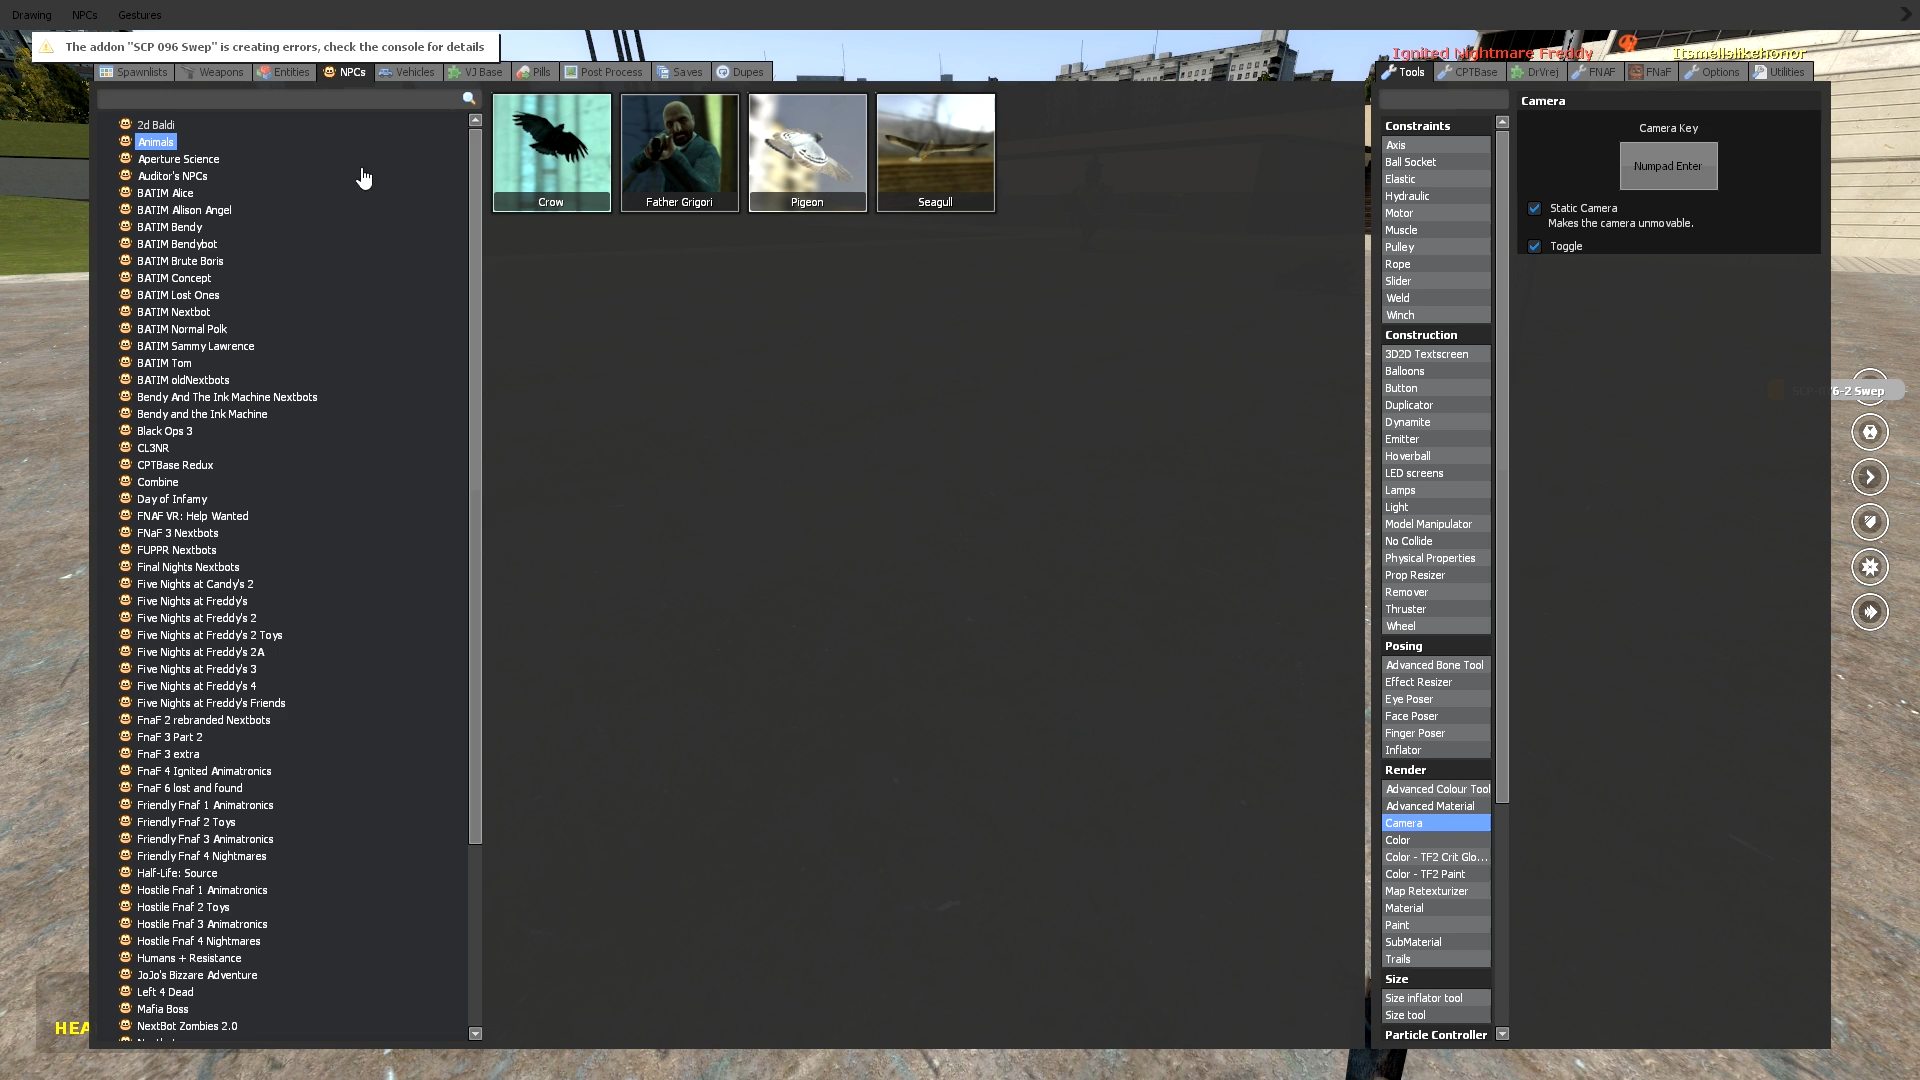 Drawing NPCs Gestures
The addon "SCP 096 Swep" is creating errors, check the console for details
Ignited Nightmare Freddy
Itsmellslikehonor
Spawnlists Weapons Entities NPCs Vehicles VJ Base Pills Post Process Saves Dupes
2d Baldi
Animals
Aperture Science
Auditor's NPCs
BATIM Alice
BATIM Allison Angel
BATIM Bendy
BATIM Bendybot
BATIM Brute Boris
BATIM Concept
BATIM Lost Ones
BATIM Nextbot
BATIM Normal Polk
BATIM Sammy Lawrence
BATIM Tom
BATIM oldNextbots
Bendy And The Ink Machine Nextbots
Bendy and the Ink Machine
Black Ops 3
CL3NR
CPTBase Redux
Combine
Day of Infamy
FNAF VR: Help Wanted
FNaF 3 Nextbots
FUPPR Nextbots
Final Nights Nextbots
Five Nights at Candy's 2
Five Nights at Freddy's
Five Nights at Freddy's 2
Five Nights at Freddy's 2 Toys
Five Nights at Freddy's 2A
Five Nights at Freddy's 3
Five Nights at Freddy's 4
Five Nights at Freddy's Friends
FnaF 2 rebranded Nextbots
FnaF 3 Part 2
FnaF 3 extra
FnaF 4 Ignited Animatronics
FnaF 6 lost and found
Friendly Fnaf 1 Animatronics
Friendly Fnaf 2 Toys
Friendly Fnaf 3 Animatronics
Friendly Fnaf 4 Nightmares
Half-Life: Source
Hostile Fnaf 1 Animatronics
Hostile Fnaf 2 Toys
Hostile Fnaf 3 Animatronics
Hostile Fnaf 4 Nightmares
Humans + Resistance
JoJo's Bizzare Adventure
Left 4 Dead
Mafia Boss
NextBot Zombies 2.0
HEA
Crow
Father Grigori
Pigeon
Seagull
Tools CPTBase DrVrej FNAF FNaF Options Utilities
Constraints
Axis
Ball Socket
Elastic
Hydraulic
Motor
Muscle
Pulley
Rope
Slider
Weld
Winch
Construction
3D2D Textscreen
Balloons
Button
Duplicator
Dynamite
Emitter
Hoverball
LED screens
Lamps
Light
Model Manipulator
No Collide
Physical Properties
Prop Resizer
Remover
Thruster
Wheel
Posing
Advanced Bone Tool
Effect Resizer
Eye Poser
Face Poser
Finger Poser
Inflator
Render
Advanced Colour Tool
Advanced Material
Camera
Color
Color - TF2 Crit Glo...
Color - TF2 Paint
Map Retexturizer
Material
Paint
SubMaterial
Trails
Size
Size inflator tool
Size tool
Particle Controller
Camera
Camera Key
Numpad Enter
Static Camera
Makes the camera unmovable.
Toggle
Swep